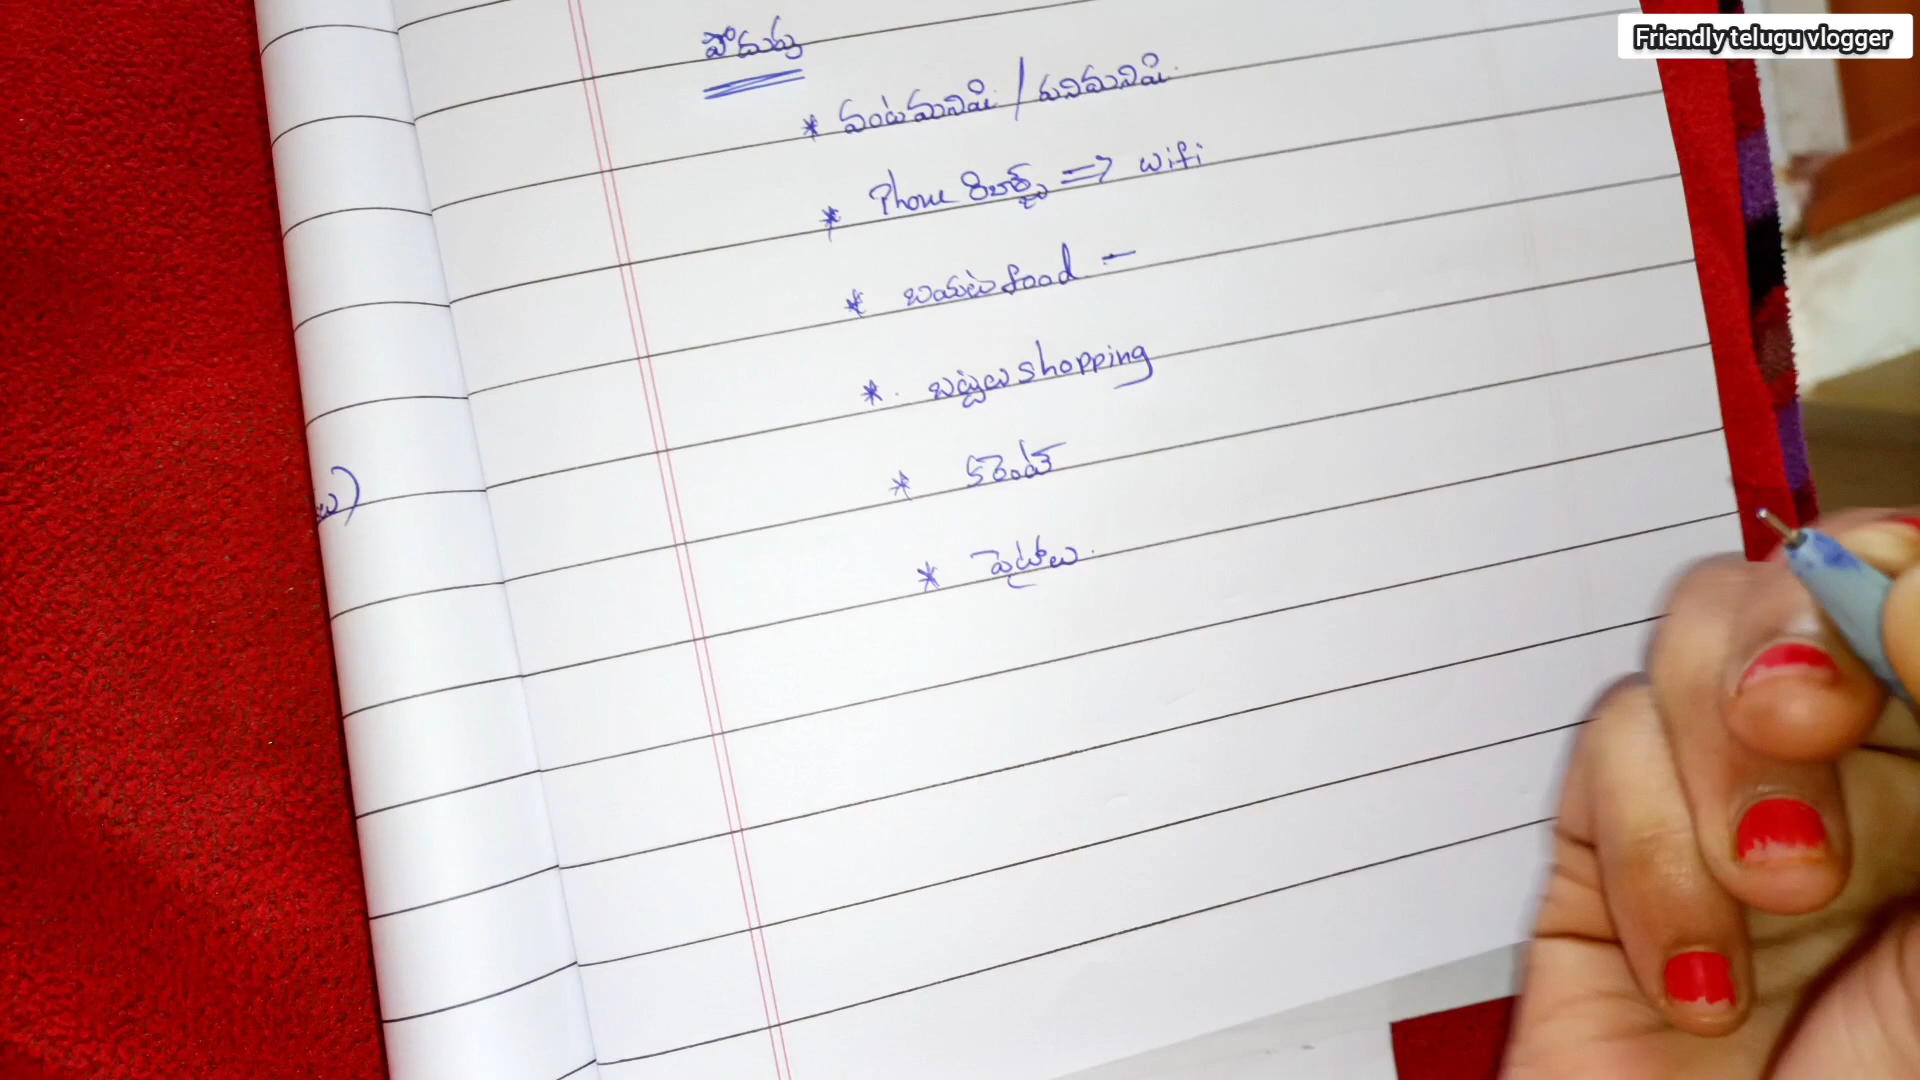 Friendly telugu vlogger
పొదుపు
* వంటమనిషి / పనిమనిషి.
* Phone రీచార్జ్ => wifi
* బయట food -
*. బట్టలు shopping
* కరెంట్